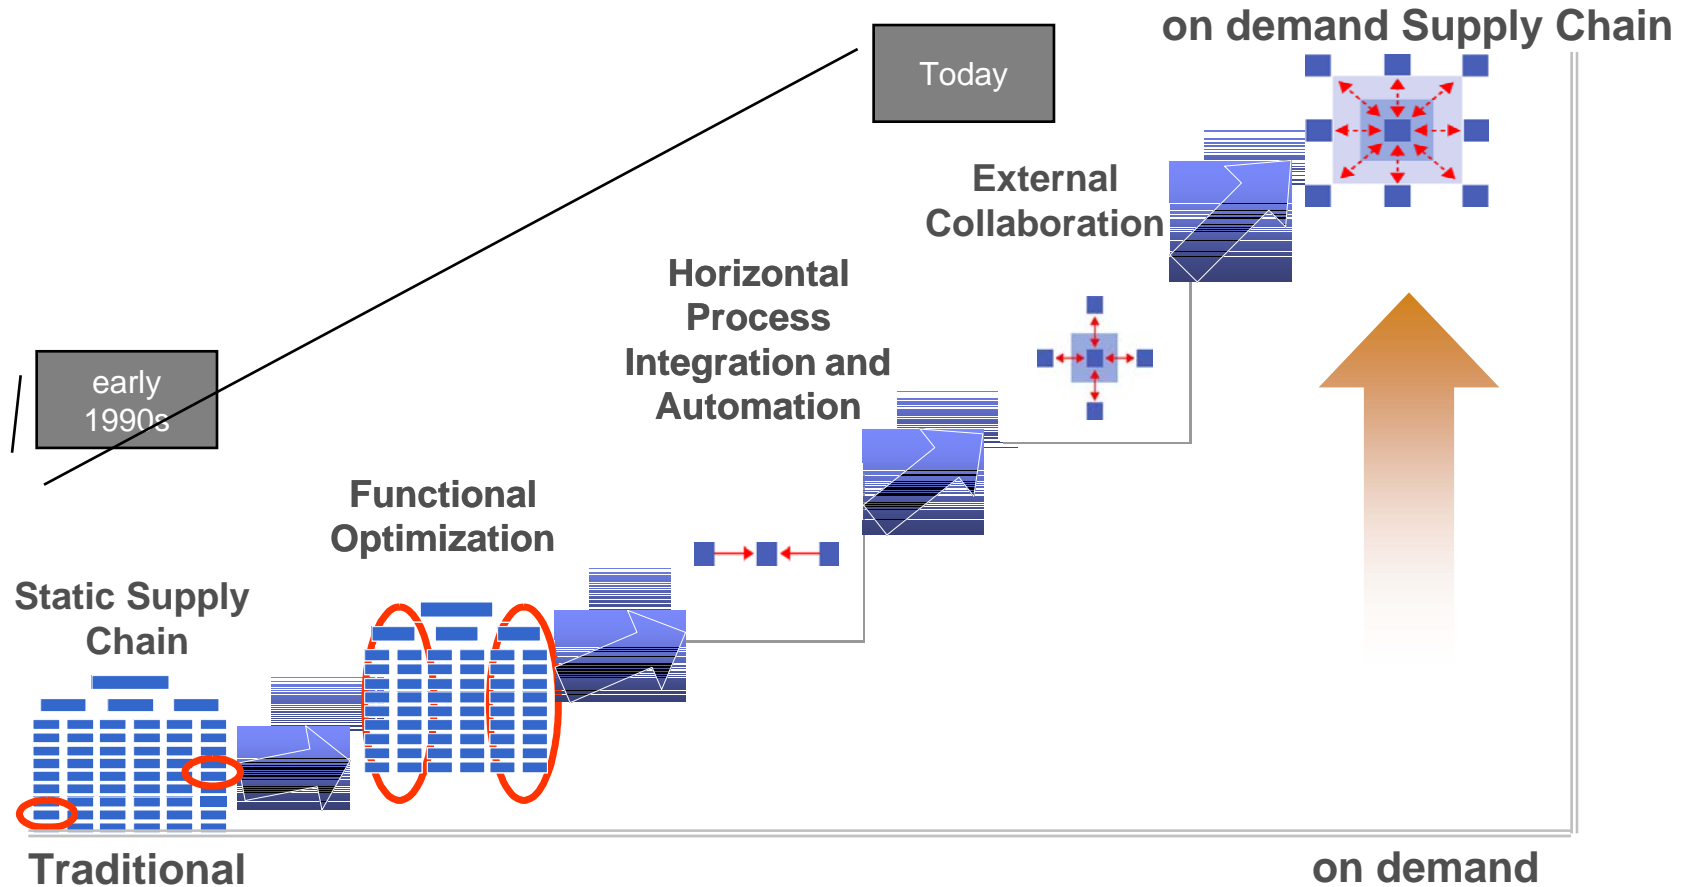 on demand Supply Chain
Today
External
Collaboration
Horizontal
Process
Integration and
Automation
early
1990s
Functional
Optimization
Static Supply
Chain
Traditional
on demand